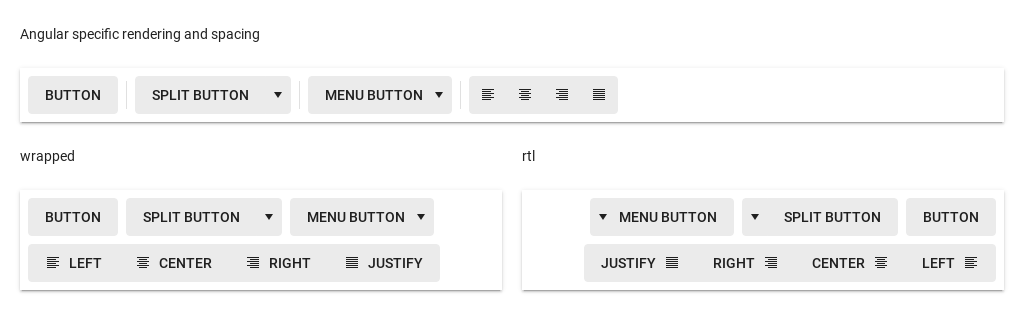 Angular specific rendering and spacing
BUTTON SPLIT BUTTON MENU BUTTON
wrapped
BUTTON SPLIT BUTTON MENU BUTTON
LEFT CENTER RIGHT JUSTIFY
rtl
MENU BUTTON SPLIT BUTTON BUTTON
JUSTIFY RIGHT CENTER LEFT